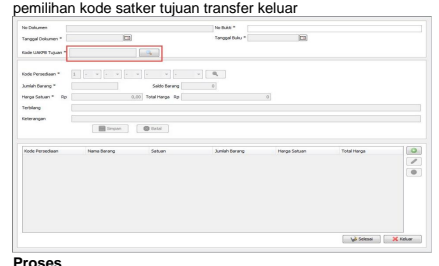 pemilihan kode satker tujuan transfer keluar
No Dokumen No Bukti *
Tanggal Dokumen * Tanggal Buku *
Kode UAKPB Tujuan *
Kode Persediaan * 1 - - - - -
Jumlah Barang * Saldo Barang 0
Harga Satuan * Rp 0,00 Total Harga Rp 0
Terbilang
Keterangan
Simpan Batal
Kode Persediaan Nama Barang Satuan Jumlah Barang Harga Satuan Total Harga
Selesai Keluar
Proses